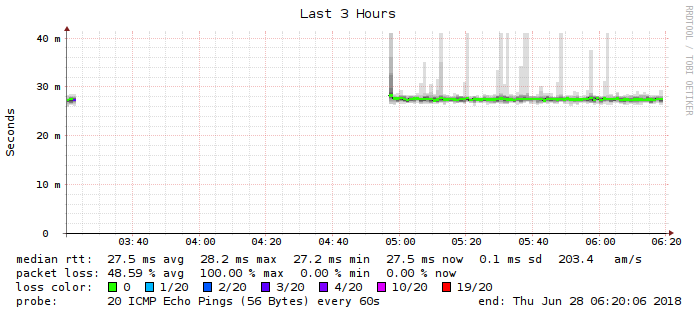 Last 3 Hours
RRDTOOL / TOBI OETIKER
Seconds
40 m
30 m
20 m
10 m
0
03:40 04:00 04:20 04:40 05:00 05:20 05:40 06:00 06:20
median rtt: 27.5 ms avg 28.2 ms max 27.2 ms min 27.5 ms now 0.1 ms sd 203.4 am/s
packet loss: 48.59 % avg 100.00 % max 0.00 % min 0.00 % now
loss color: 0 1/20 2/20 3/20 4/20 10/20 19/20
probe: 20 ICMP Echo Pings (56 Bytes) every 60s end: Thu Jun 28 06:20:06 2018